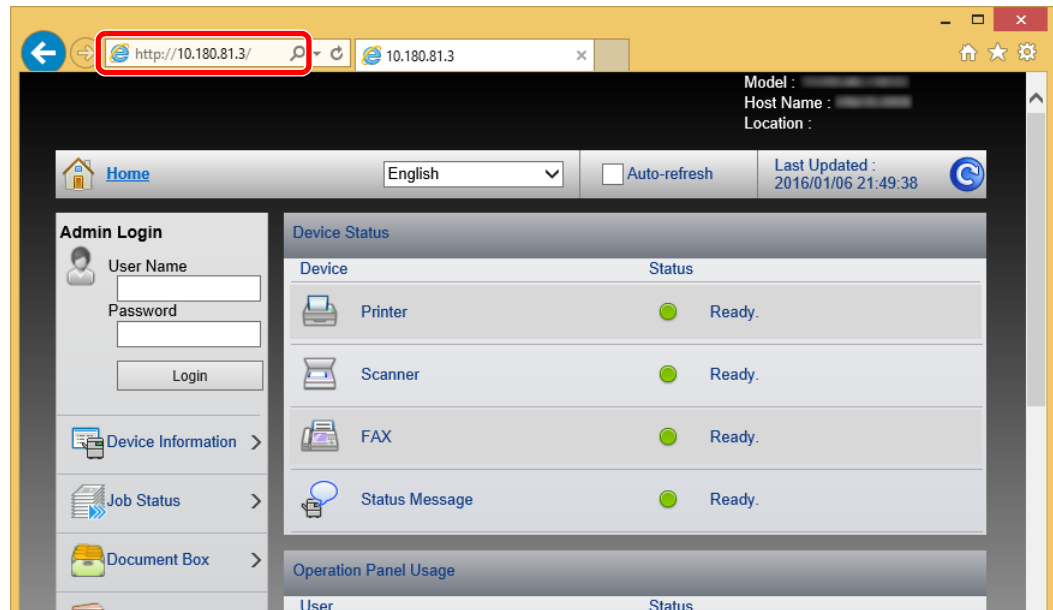 http://10.180.81.3/
10.180.81.3
Model :
Host Name :
Location :
Home
English
Auto-refresh
Last Updated :
2016/01/06 21:49:38
Admin Login
User Name
Password
Login
Device Information
Job Status
Document Box
Device Status
Device Status
Printer Ready.
Scanner Ready.
FAX Ready.
Status Message Ready.
Operation Panel Usage
User Status